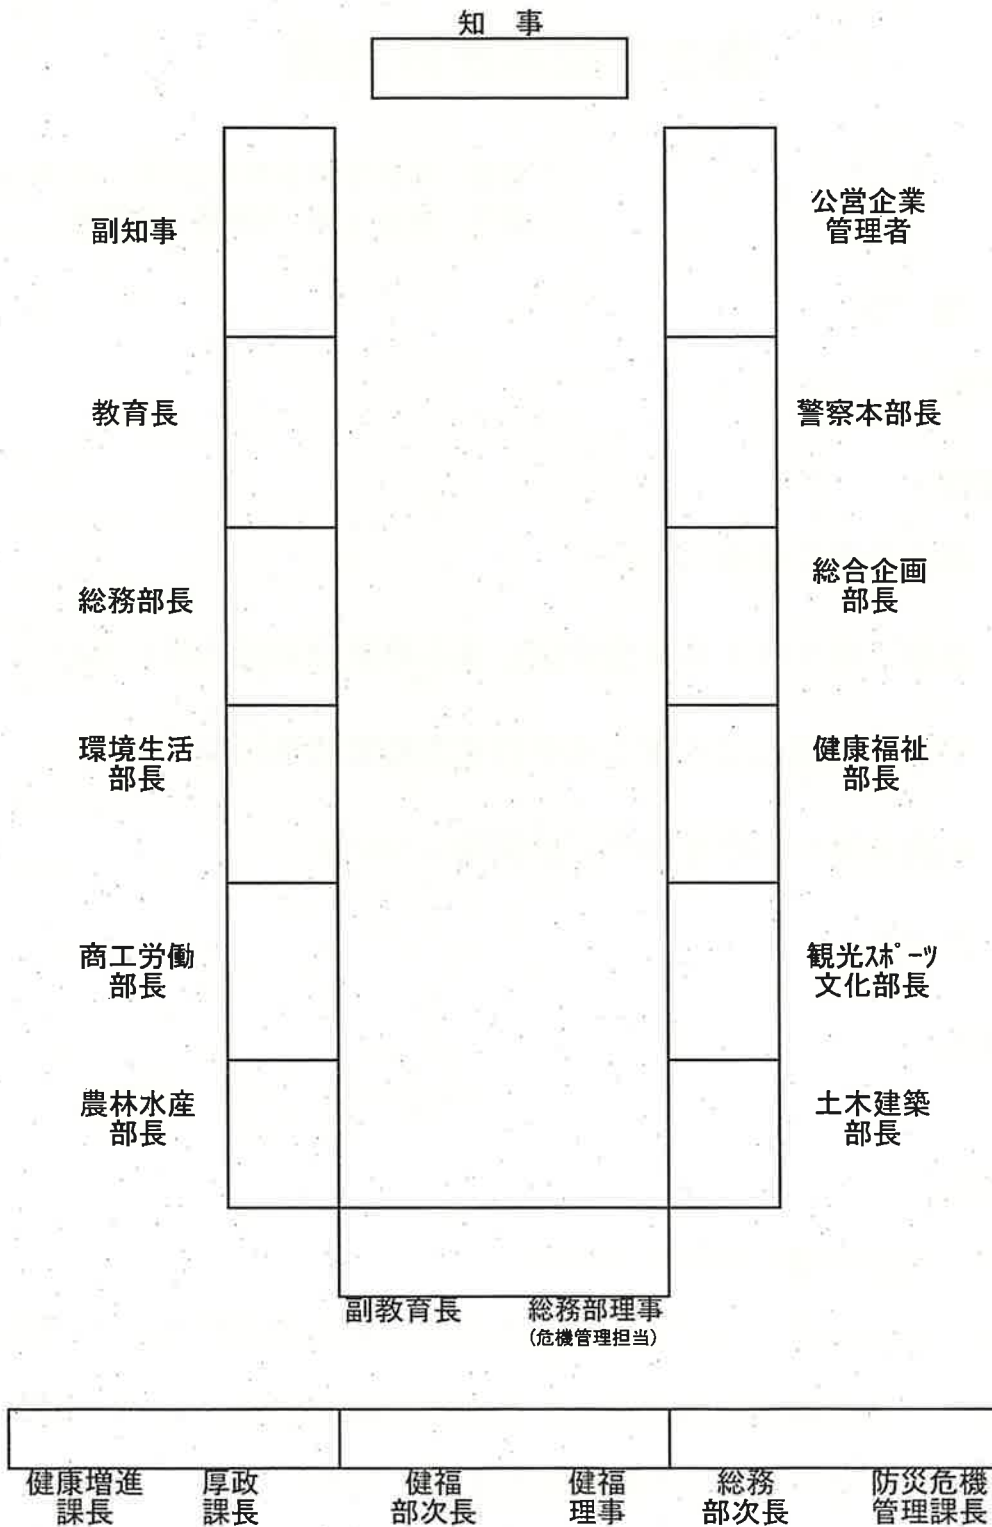 知　事
副知事
公営企業
管理者
教育長
警察本部長
総務部長
総合企画
部長
環境生活
部長
健康福祉
部長
商工労働
部長
観光ｽﾎﾟｰﾂ
文化部長
農林水産
部長
土木建築
部長
副教育長
総務部理事
(危機管理担当)
健康増進
課長
厚政
課長
健福
部次長
健福
理事
総務
部次長
防災危機
管理課長